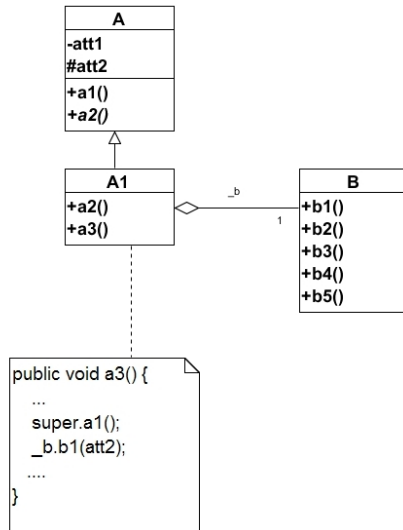 A
-att1
#att2
+a1()
+a2()
A1
+a2()
+a3()
_b
1
B
+b1()
+b2()
+b3()
+b4()
+b5()
public void a3() {
...
super.a1();
_b.b1(att2);
....
}